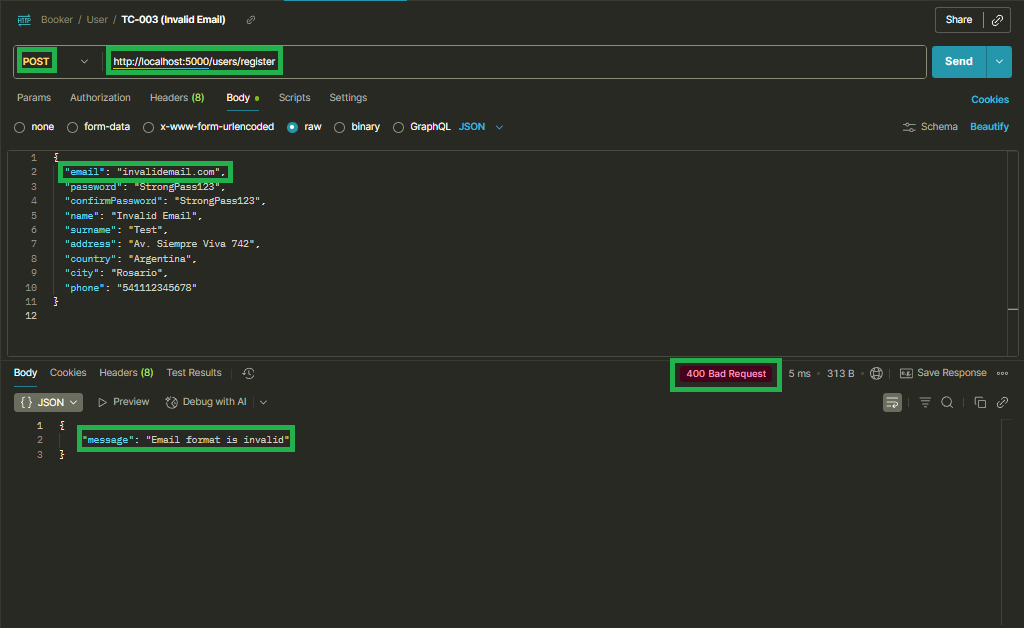 HTTP Booker / User / TC-003 (Invalid Email) Share
POST http://localhost:5000/users/register Send
Params Authorization Headers (8) Body Scripts Settings Cookies
none form-data x-www-form-urlencoded raw binary GraphQL JSON Schema Beautify
1 {
2 "email": "invalidemail.com",
3 "password": "StrongPass123",
4 "confirmPassword": "StrongPass123",
5 "name": "Invalid Email",
6 "surname": "Test",
7 "address": "Av. Siempre Viva 742",
8 "country": "Argentina",
9 "city": "Rosario",
10 "phone": "541112345678"
11 }
12
Body Cookies Headers (8) Test Results 400 Bad Request 5 ms 313 B Save Response
{} JSON Preview Debug with AI
1 {
2 "message": "Email format is invalid"
3 }